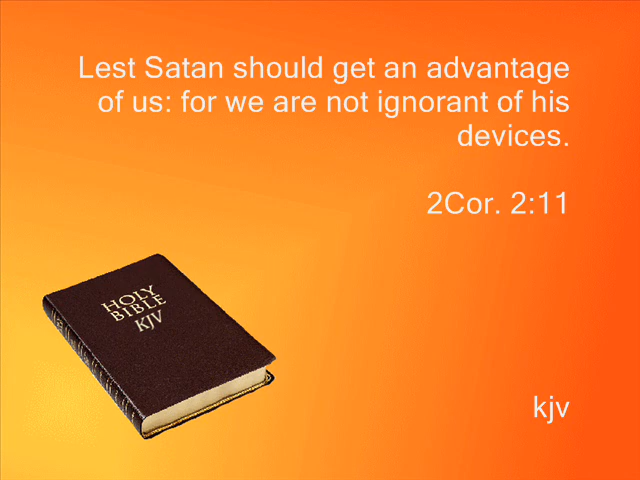 Lest Satan should get an advantage
of us: for we are not ignorant of his
devices.
2Cor. 2:11
HOLY
BIBLE
KJV
kjv